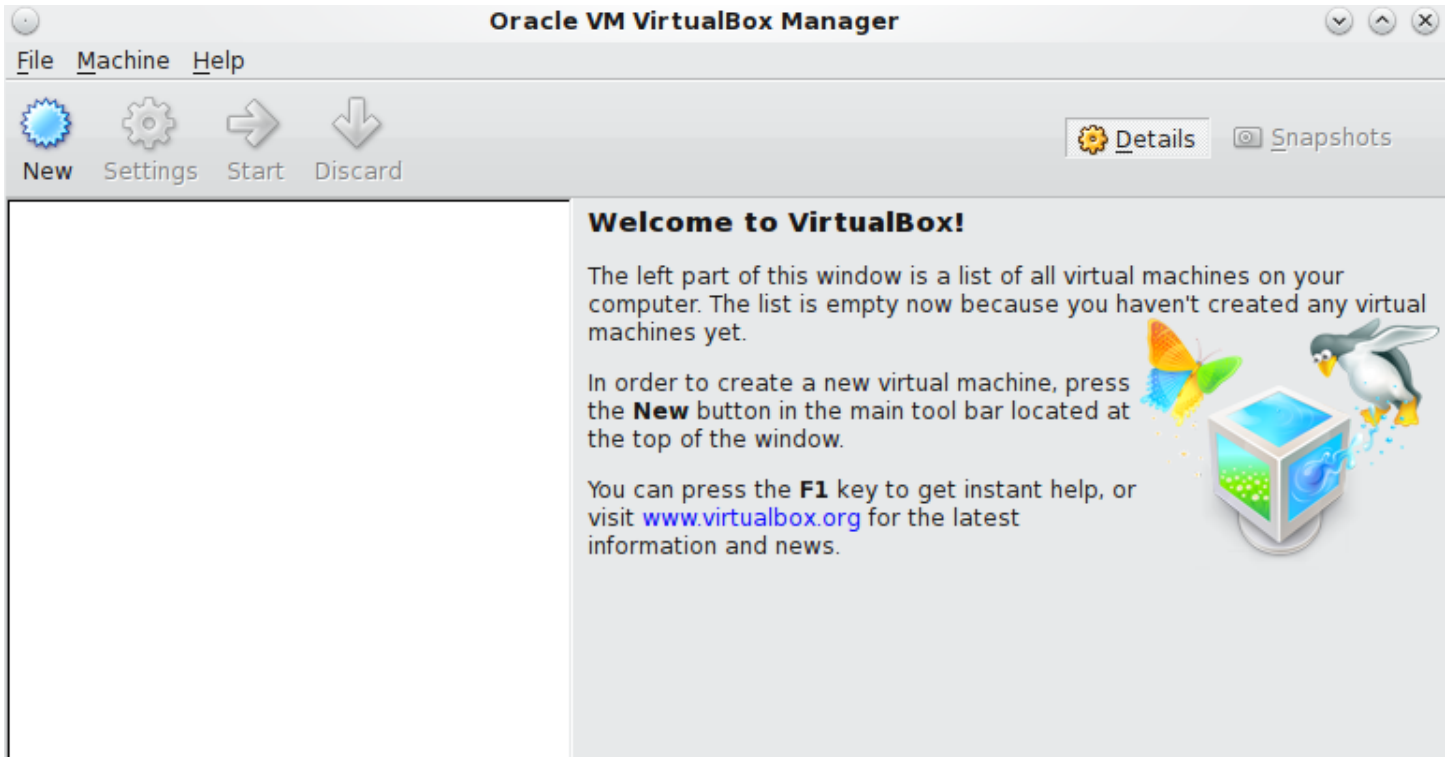 Oracle VM VirtualBox Manager
File Machine Help
New Settings Start Discard
Details Snapshots
Welcome to VirtualBox!
The left part of this window is a list of all virtual machines on your
computer. The list is empty now because you haven't created any virtual
machines yet.
In order to create a new virtual machine, press
the New button in the main tool bar located at
the top of the window.
You can press the F1 key to get instant help, or
visit www.virtualbox.org for the latest
information and news.